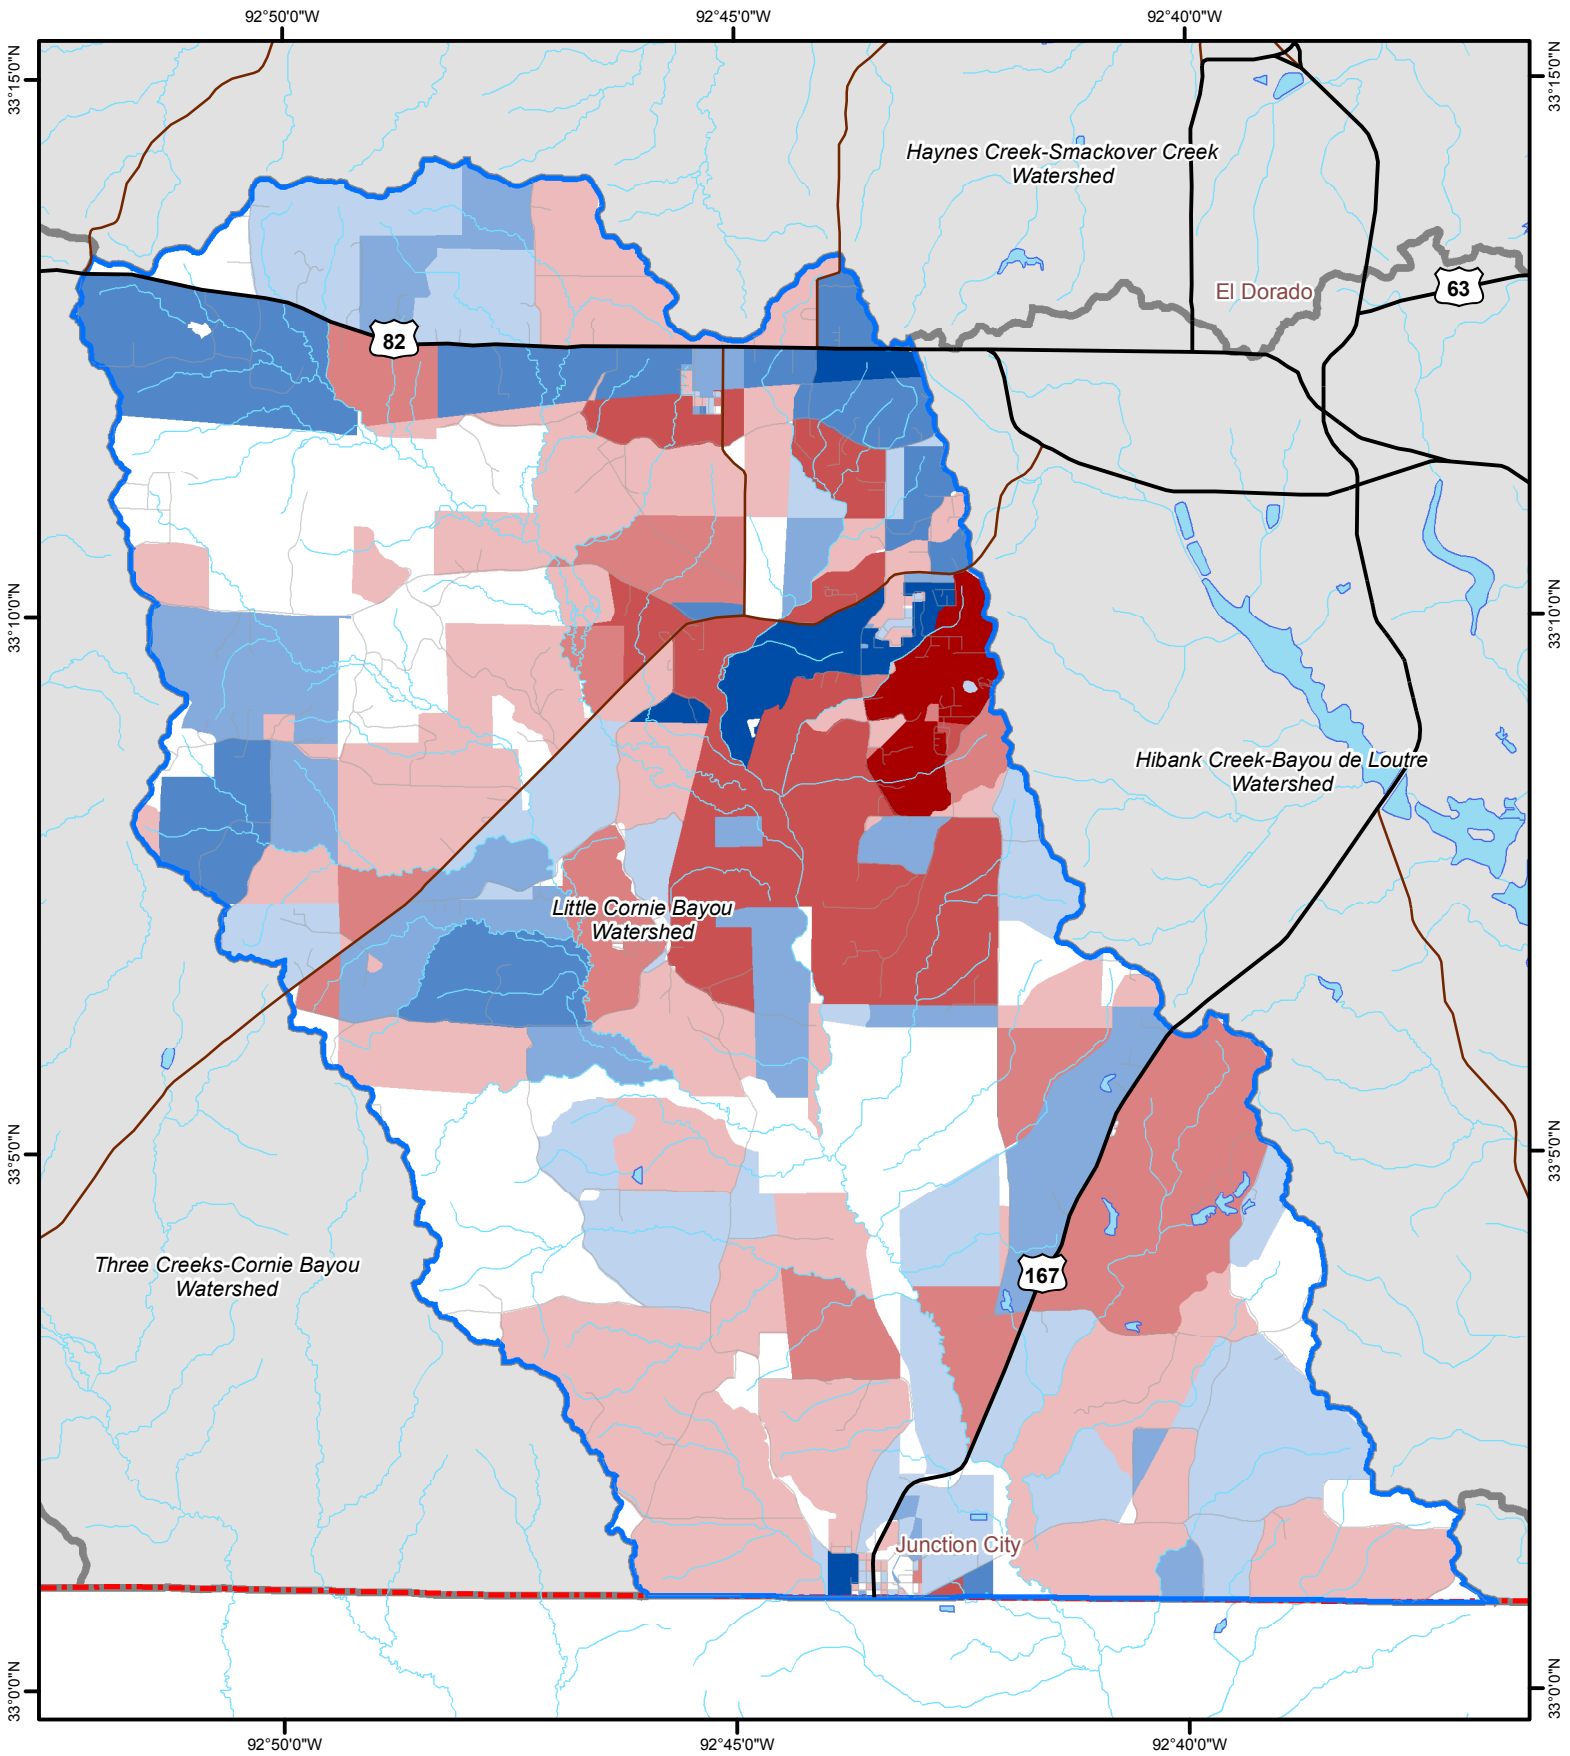 92°50'0"W 92°45'0"W 92°40'0"W
33°15'0"N 33°15'0"N
Haynes Creek-Smackover Creek
Watershed
El Dorado
63
82
33°10'0"N 33°10'0"N
Hibank Creek-Bayou de Loutre
Watershed
Little Cornie Bayou
Watershed
33°5'0"N 33°5'0"N
Three Creeks-Cornie Bayou
Watershed
167
Junction City
33°0'0"N 33°0'0"N
92°50'0"W 92°45'0"W 92°40'0"W